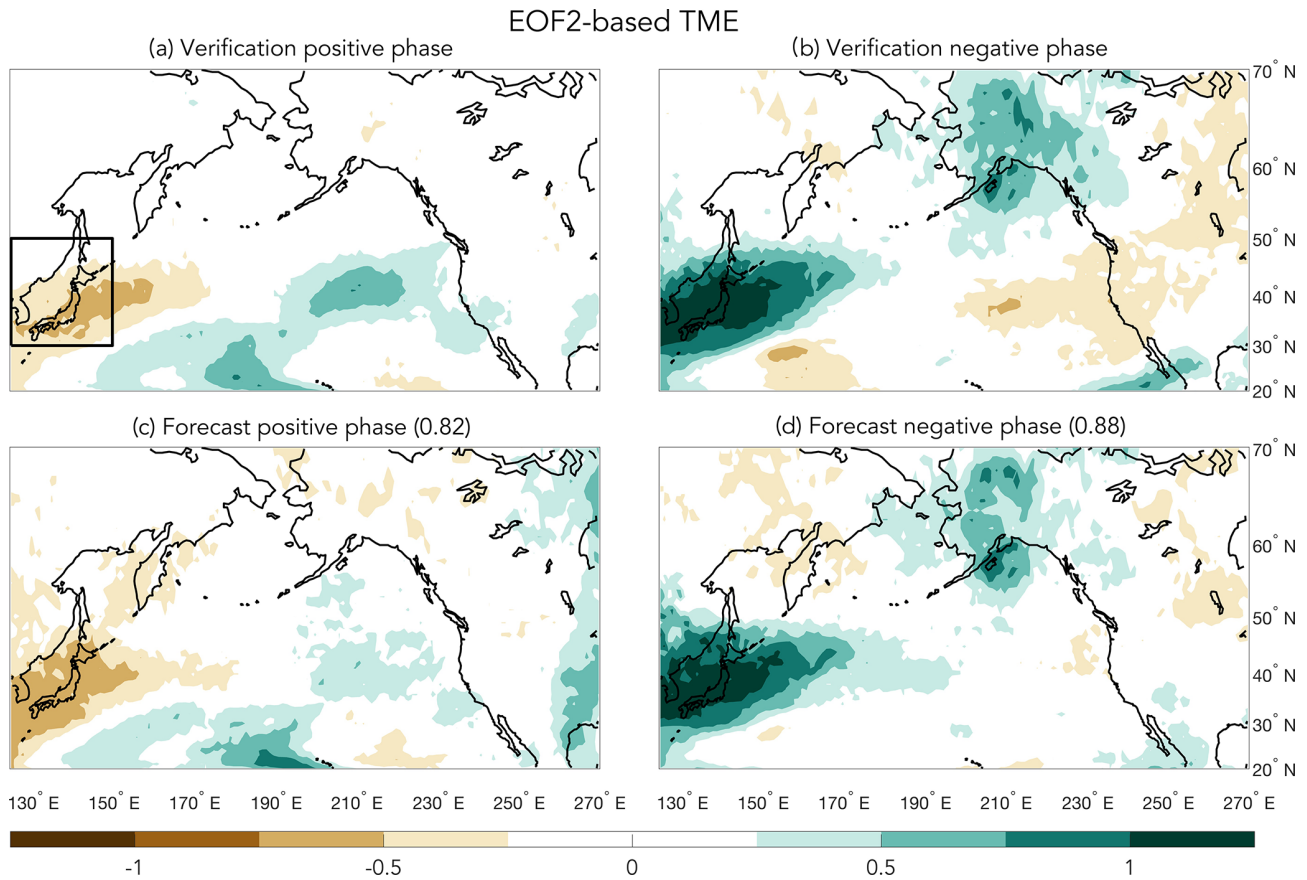 EOF2-based TME
(a) Verification positive phase
(b) Verification negative phase
70° N
60° N
50° N
40° N
30° N
20° N
(c) Forecast positive phase (0.82)
(d) Forecast negative phase (0.88)
70° N
60° N
50° N
40° N
30° N
20° N
130° E 150° E 170° E 190° E 210° E 230° E 250° E 270° E
130° E 150° E 170° E 190° E 210° E 230° E 250° E 270° E
-1 -0.5 0 0.5 1